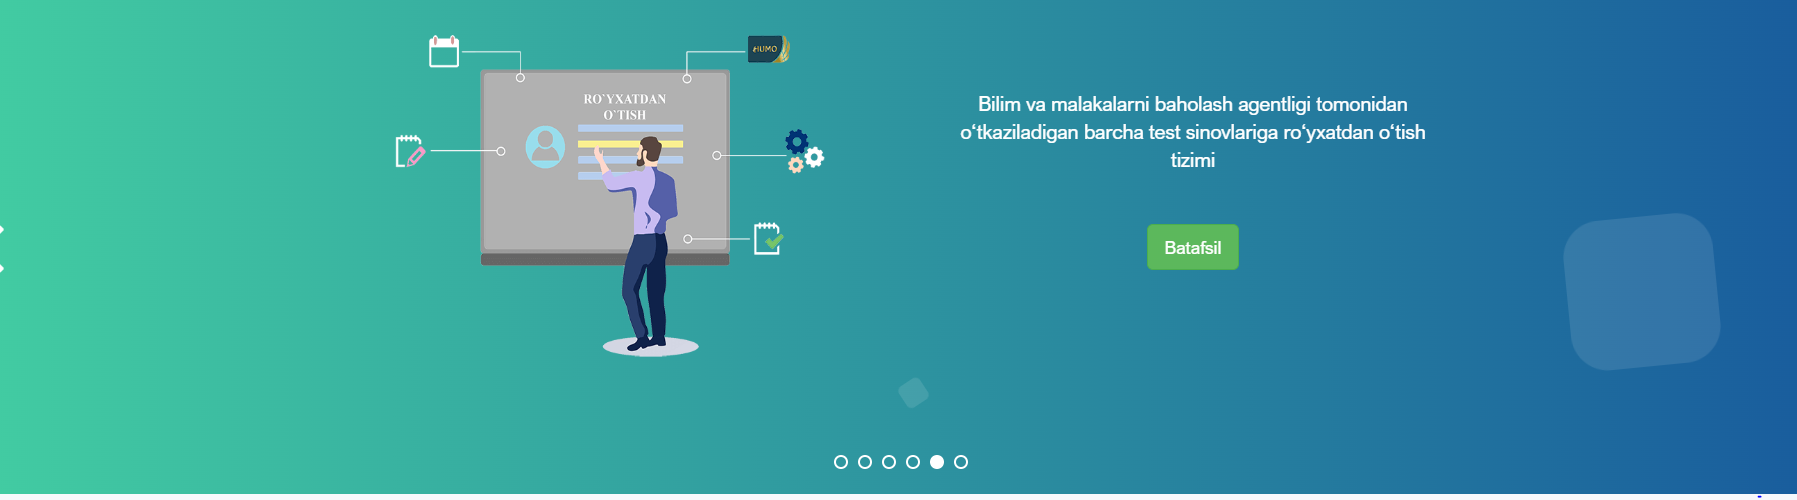 HUMO
RO`YXATDAN
O`TISH
Bilim va malakalarni baholash agentligi tomonidan
o‘tkaziladigan barcha test sinovlariga ro‘yxatdan o‘tish
tizimi
Batafsil